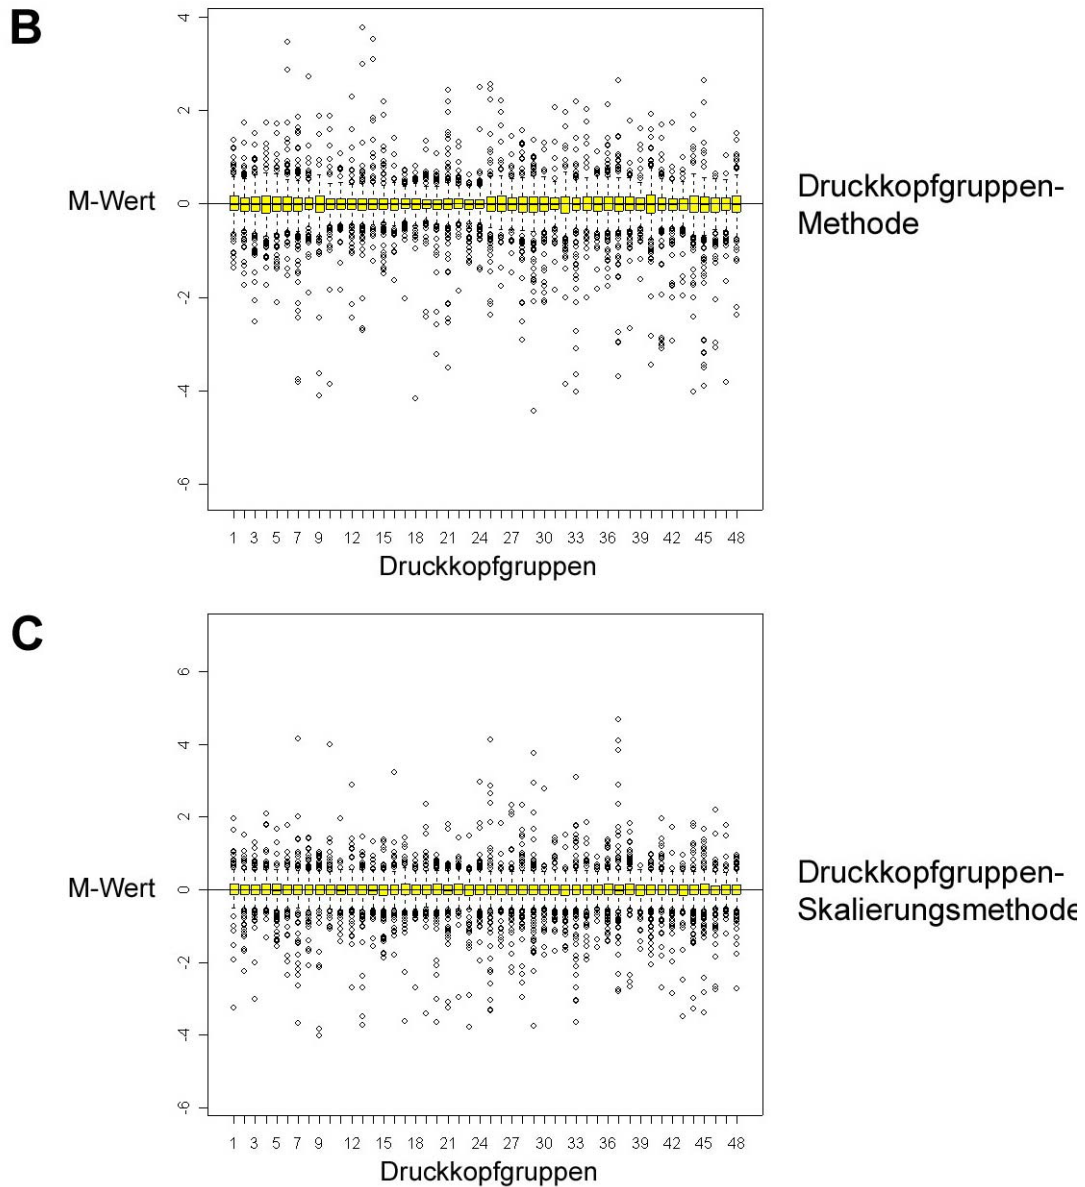 B
4
2
0
-2
-4
-6
M-Wert
Druckkopfgruppen-
Methode
1 3 5 7 9 12 15 18 21 24 27 30 33 36 39 42 45 48
Druckkopfgruppen
C
6
4
2
0
-2
-4
-6
M-Wert
Druckkopfgruppen-
Skalierungsmethode
1 3 5 7 9 12 15 18 21 24 27 30 33 36 39 42 45 48
Druckkopfgruppen